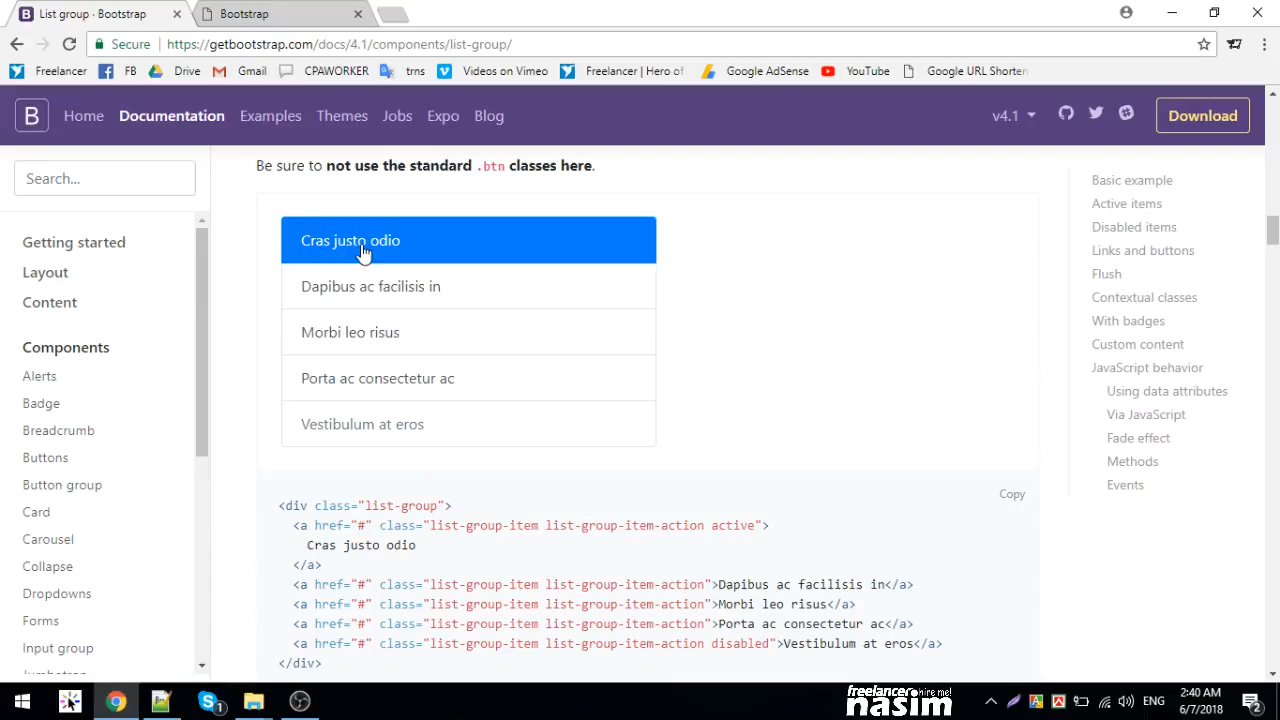 List group · Bootstrap
Bootstrap
Secure https://getbootstrap.com/docs/4.1/components/list-group/
Freelancer FB Drive Gmail CPAWORKER trns Videos on Vimeo Freelancer | Hero of Google AdSense YouTube Google URL Shorten
B Home Documentation Examples Themes Jobs Expo Network Blog v4.1 Download
Search...
Getting started
Layout
Content
Components
Alerts
Badge
Breadcrumb
Buttons
Button group
Card
Carousel
Collapse
Dropdowns
Forms
Input group
Be sure to not use the standard .btn classes here.
Cras justo odio
Dapibus ac facilisis in
Morbi leo risus
Porta ac consectetur ac
Vestibulum at eros
Copy
<div class="list-group">
<a href="#" class="list-group-item list-group-item-action active">
Cras justo odio
</a>
<a href="#" class="list-group-item list-group-item-action">Dapibus ac facilisis in</a>
<a href="#" class="list-group-item list-group-item-action">Morbi leo risus</a>
<a href="#" class="list-group-item list-group-item-action">Porta ac consectetur ac</a>
<a href="#" class="list-group-item list-group-item-action disabled">Vestibulum at eros</a>
</div>
Basic example
Active items
Disabled items
Links and buttons
Flush
Contextual classes
With badges
Custom content
JavaScript behavior
Using data attributes
Via JavaScript
Fade effect
Methods
Events
freelancer hire me!
nasim
ENG
2:40 AM
6/7/2018